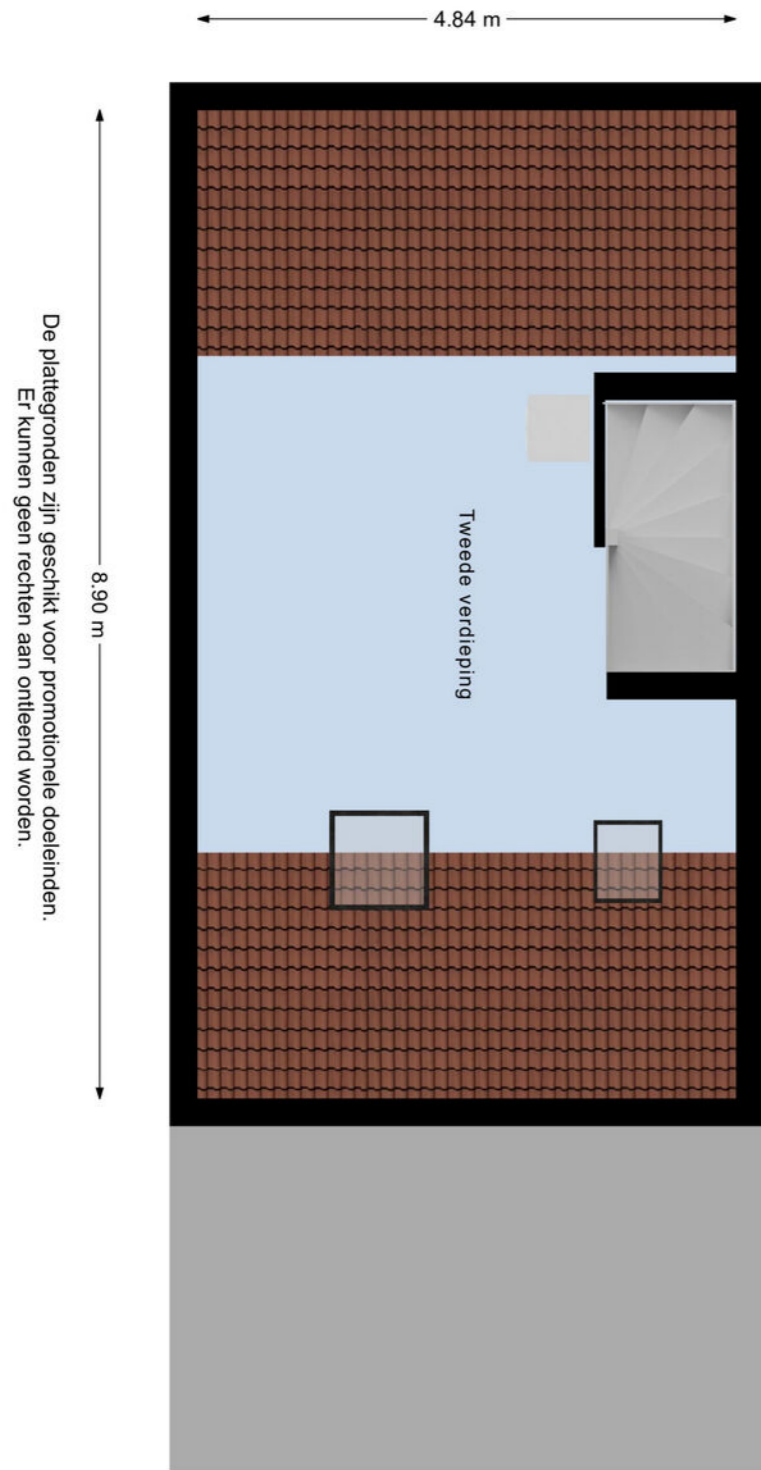 4.84 m
8.90 m
Tweede verdieping
De plattegronden zijn geschikt voor promotionele doeleinden.
Er kunnen geen rechten aan ontleend worden.